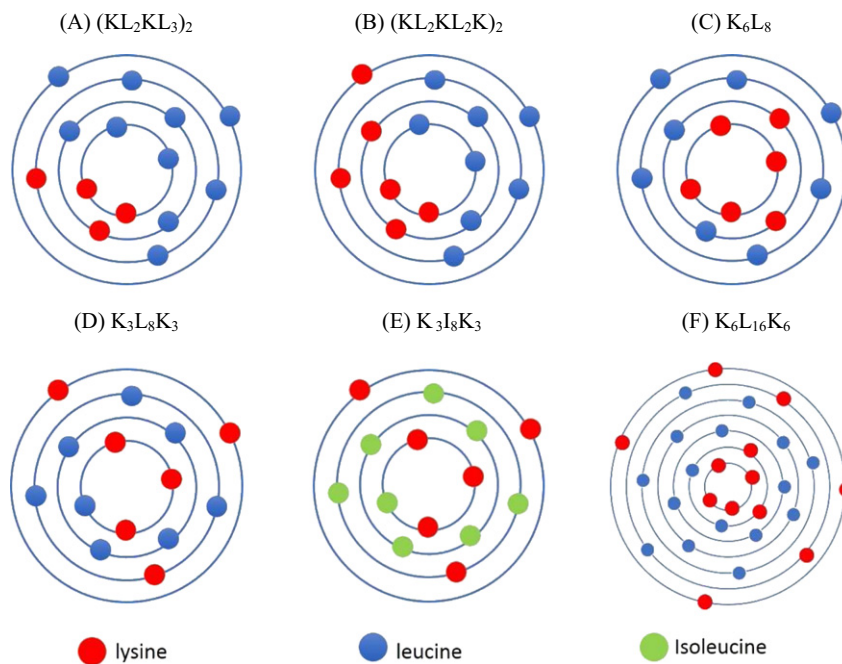 (A) (KL₂KL₃)₂ (B) (KL₂KL₂K)₂ (C) K₆L₈
(D) K₃L₈K₃ (E) K₃I₈K₃ (F) K₆L₁₆K₆
lysine leucine Isoleucine